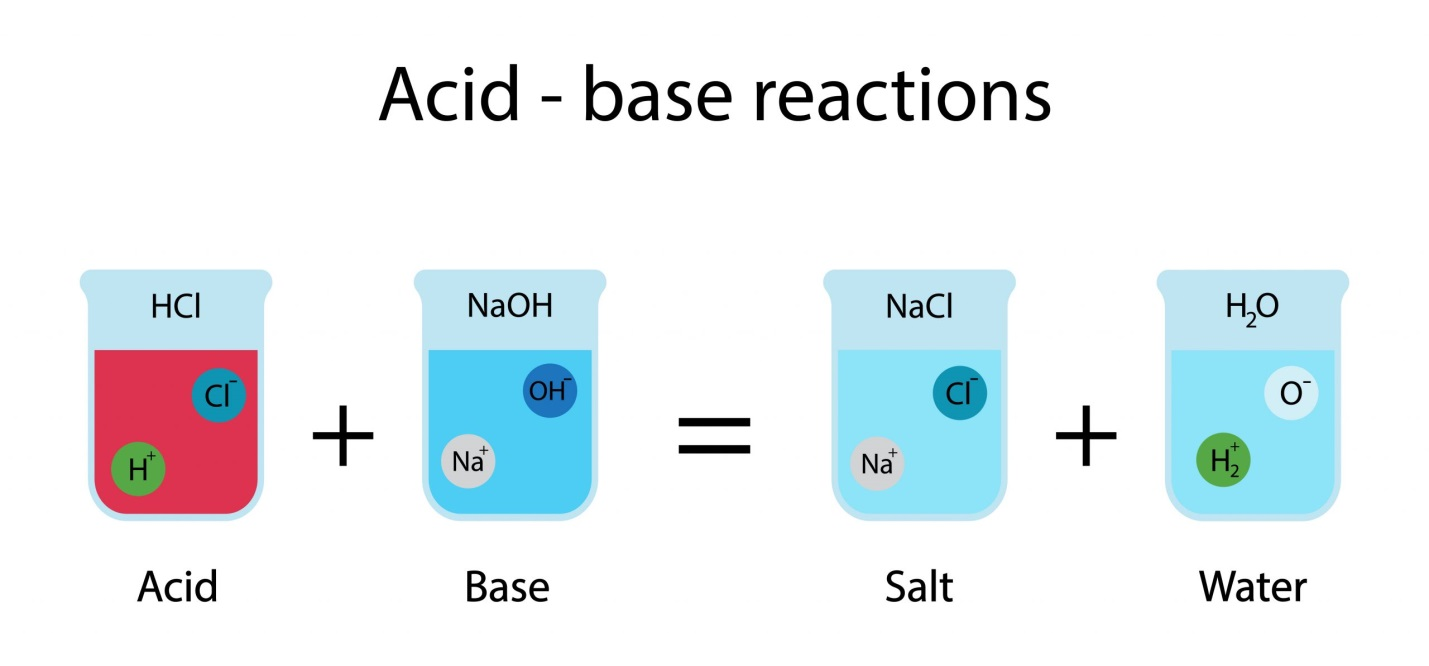 Acid - base reactions
HCl
Cl⁻
H⁺
+
NaOH
OH⁻
Na⁺
=
NaCl
Cl⁻
Na⁺
+
H₂O
O⁻
H₂⁺
Acid
Base
Salt
Water